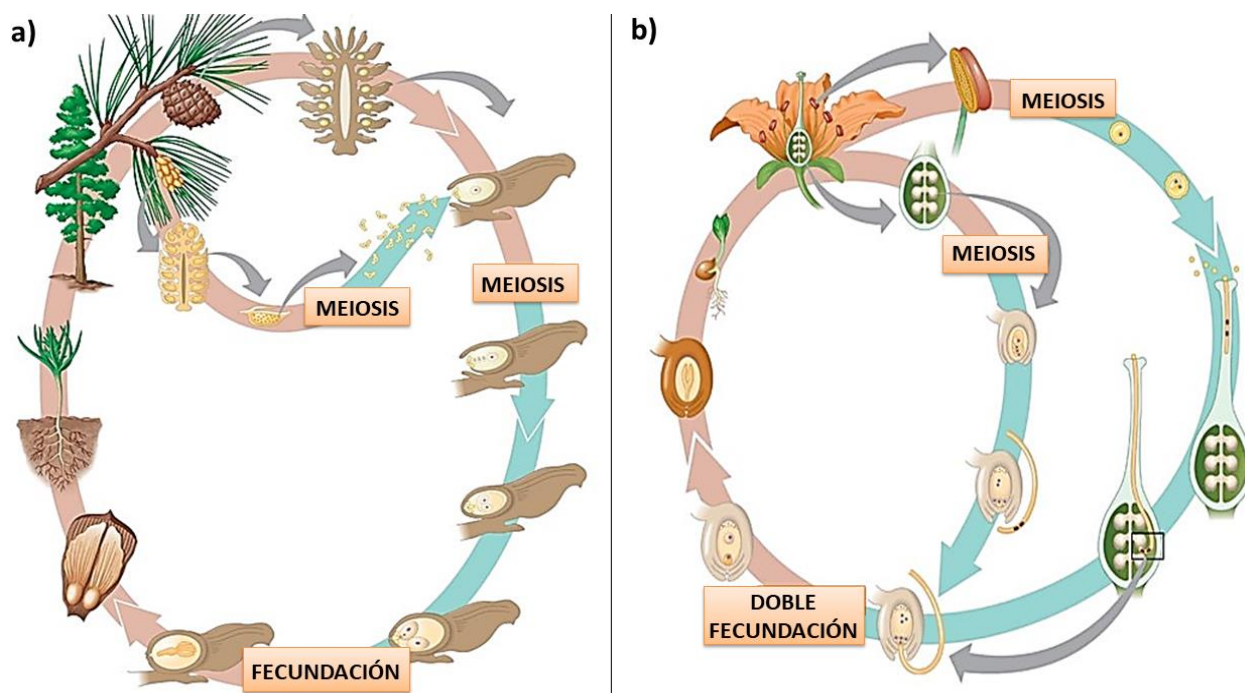 a)
MEIOSIS
MEIOSIS
FECUNDACIÓN
b)
MEIOSIS
MEIOSIS
DOBLE
FECUNDACIÓN